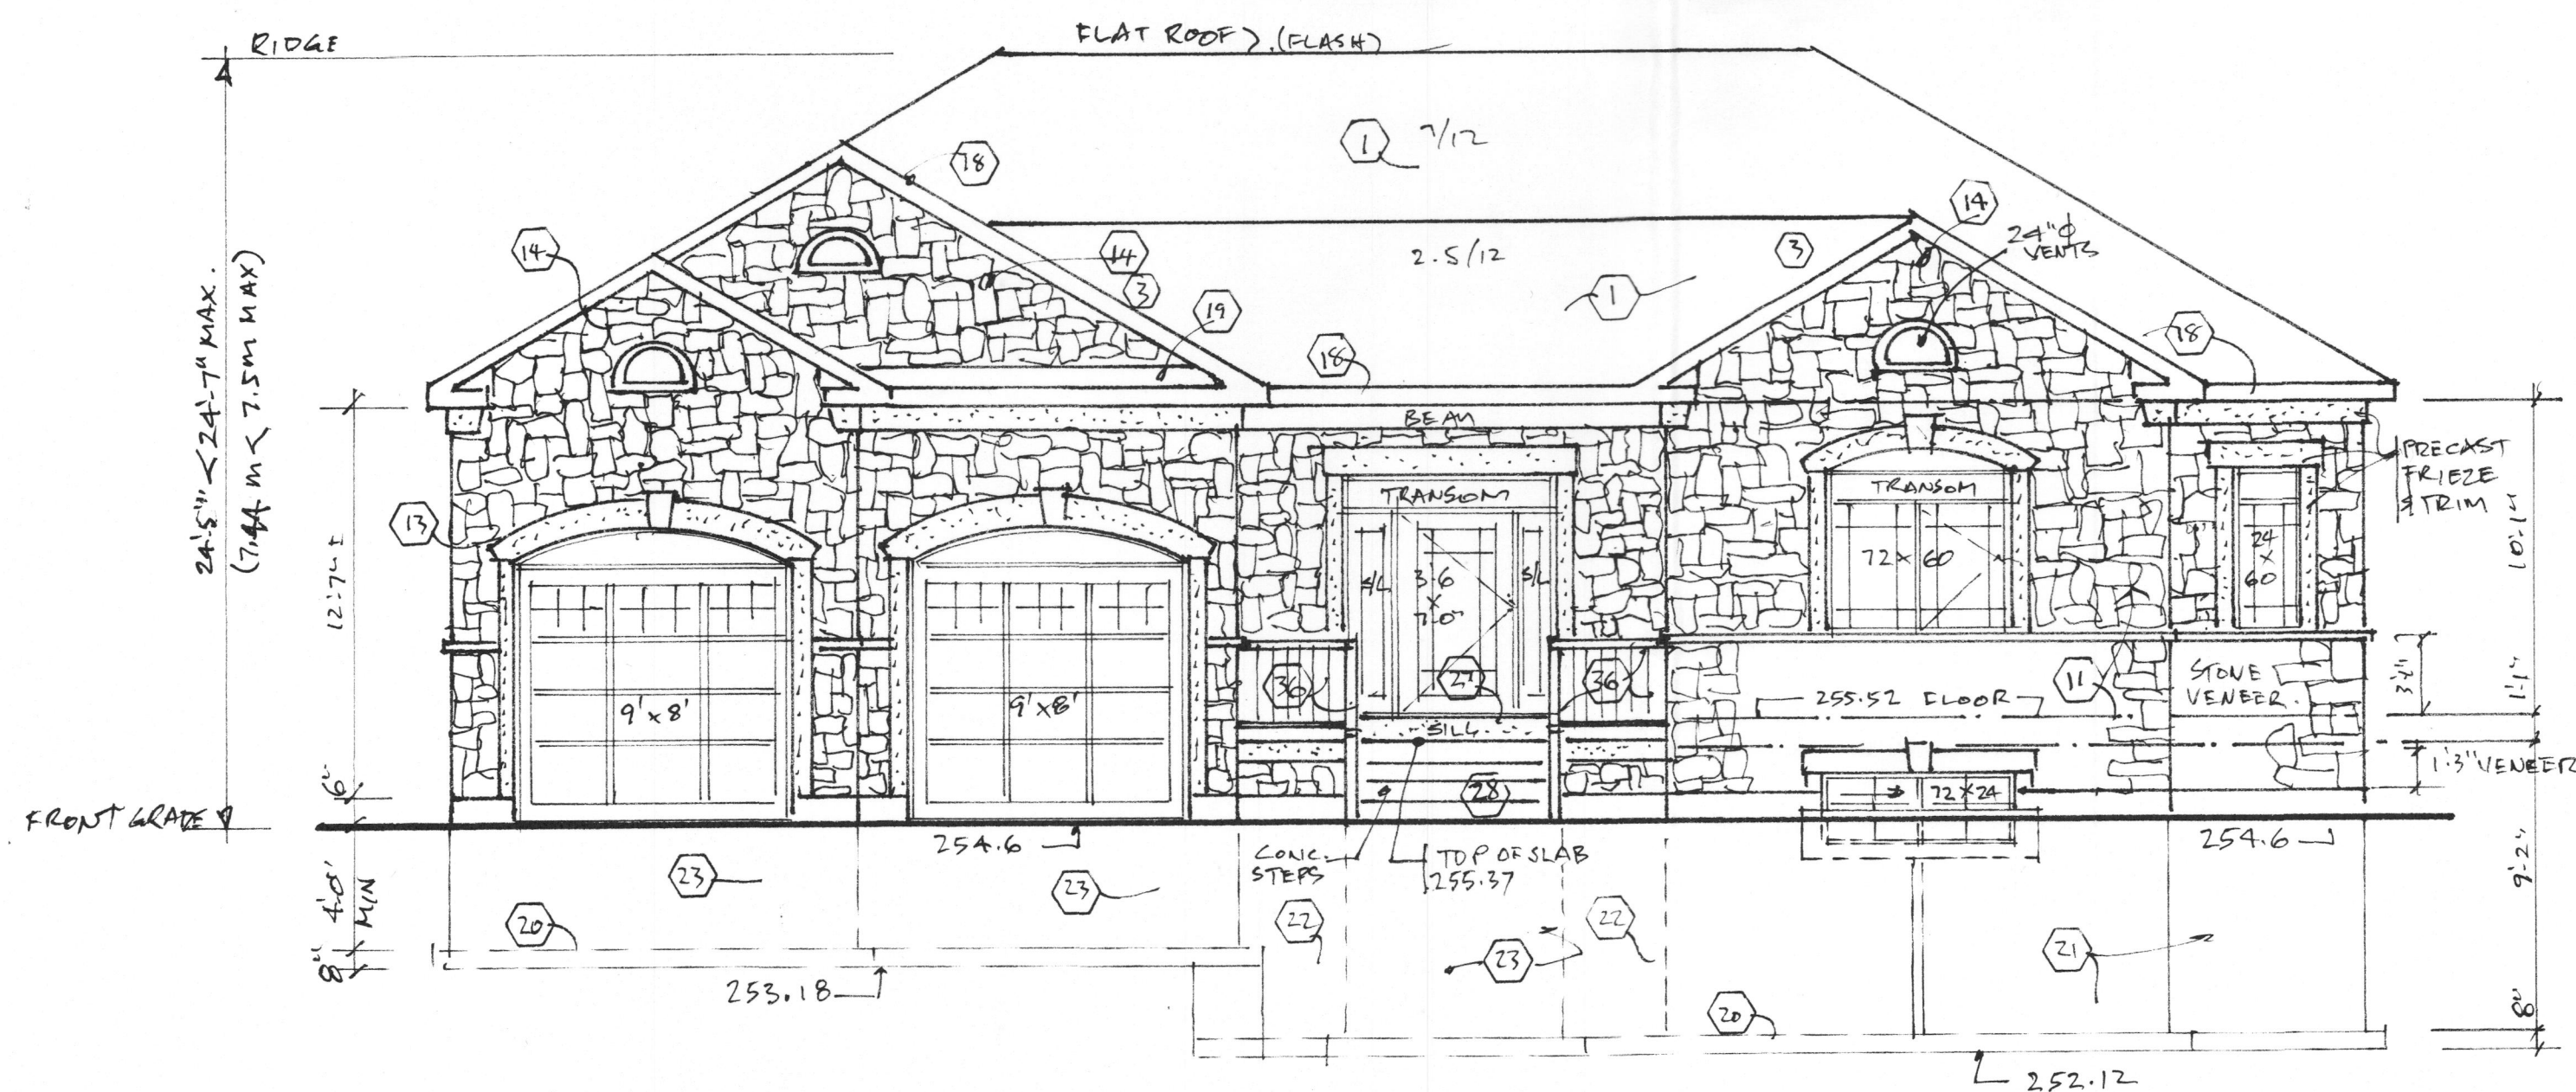 RIDGE
FLAT ROOF (FLASH)
1 7/12
18
14
24"ϕ
VENTS
14
14
3
2.5/12
3
1
19
18
18
24'-5" < 24'-7" MAX.
(7.44 m < 7.5m MAX)
BEAM
PRECAST
FRIEZE
& TRIM
13
TRANSOM
TRANSOM
12'-7"±
10'-1"
S/L
3-6
x
7-0"
S/L
72 x 60
24
x
60
9' x 8'
9' x 8'
36
27
36
255.52 FLOOR
11
STONE
VENEER.
1'-1"
SILL
1'-3" VENEER
6"
28
72 x 24
FRONT GRADE
254.6
CONC.
STEPS
TOP OF SLAB
255.37
254.6
4'-0"
MIN
23
23
20
22
22
23
21
9'-2"
8"
253.18
20
8"
252.12